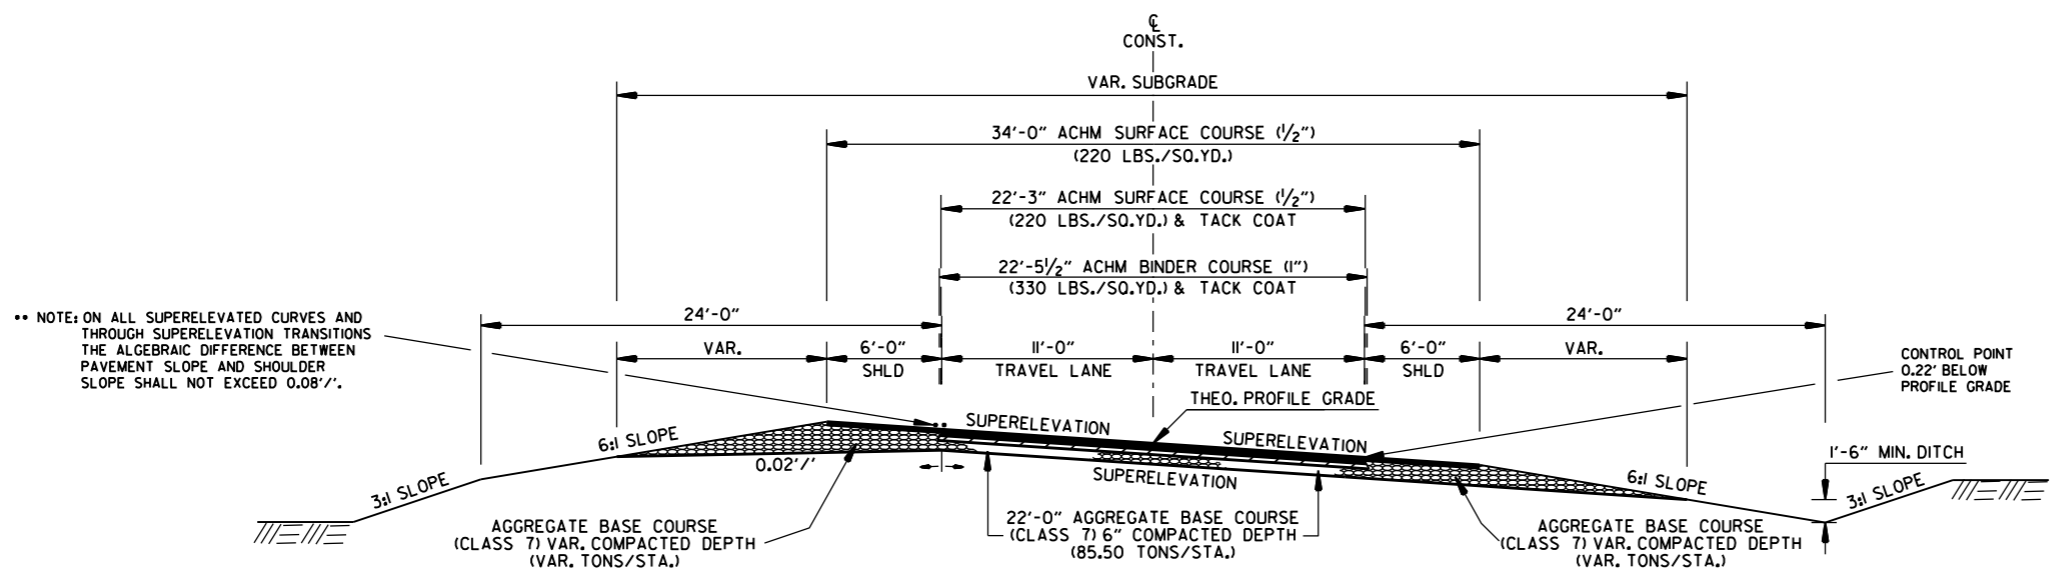 ℄
CONST.
VAR. SUBGRADE
34'-0" ACHM SURFACE COURSE (1/2")
(220 LBS./SQ.YD.)
22'-3" ACHM SURFACE COURSE (1/2")
(220 LBS./SQ.YD.) & TACK COAT
22'-5 1/2" ACHM BINDER COURSE (1")
(330 LBS./SQ.YD.) & TACK COAT
•• NOTE: ON ALL SUPERELEVATED CURVES AND
THROUGH SUPERELEVATION TRANSITIONS
THE ALGEBRAIC DIFFERENCE BETWEEN
PAVEMENT SLOPE AND SHOULDER
SLOPE SHALL NOT EXCEED 0.08'/'.
24'-0"
24'-0"
VAR.
6'-0"
SHLD
11'-0"
TRAVEL LANE
11'-0"
TRAVEL LANE
6'-0"
SHLD
VAR.
CONTROL POINT
0.22' BELOW
PROFILE GRADE
THEO. PROFILE GRADE
••
SUPERELEVATION
SUPERELEVATION
6:1 SLOPE
0.02'/'
SUPERELEVATION
3:1 SLOPE
6:1 SLOPE
3:1 SLOPE
1'-6" MIN. DITCH
AGGREGATE BASE COURSE
(CLASS 7) VAR. COMPACTED DEPTH
(VAR. TONS/STA.)
22'-0" AGGREGATE BASE COURSE
(CLASS 7) 6" COMPACTED DEPTH
(85.50 TONS/STA.)
AGGREGATE BASE COURSE
(CLASS 7) VAR. COMPACTED DEPTH
(VAR. TONS/STA.)